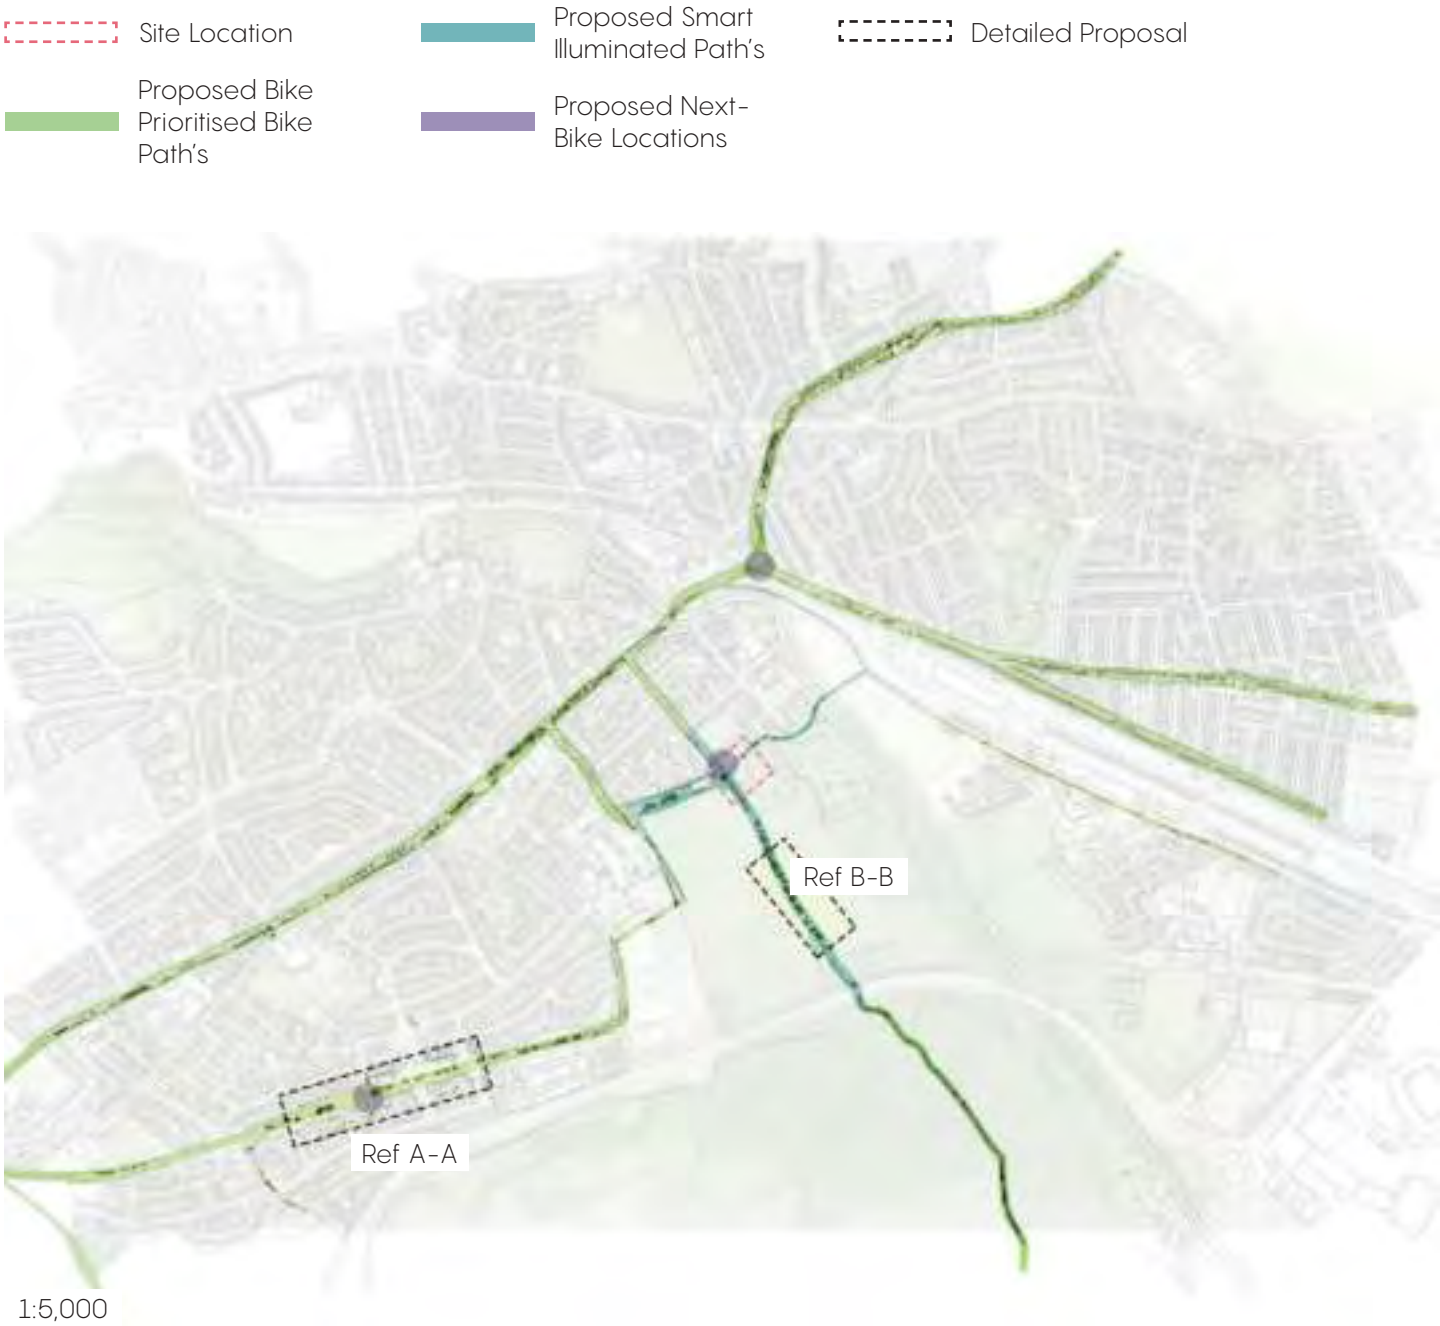 Site Location
Proposed Bike
Prioritised Bike
Path's
Proposed Smart
Illuminated Path's
Proposed Next-
Bike Locations
Detailed Proposal
Ref B-B
Ref A-A
1:5,000